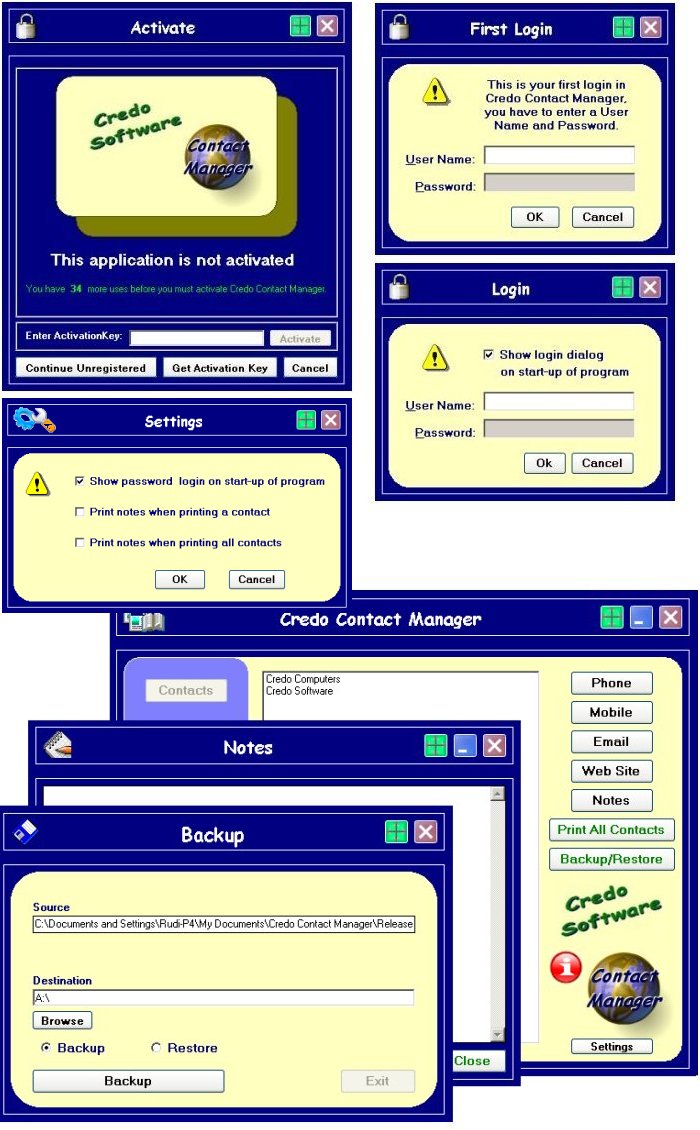 Activate
Credo
Software
Contact
Manager
This application is not activated
You have 34 more uses before you must activate Credo Contact Manager.
Enter ActivationKey:
Activate
Continue Unregistered
Get Activation Key
Cancel
First Login
This is your first login in
Credo Contact Manager,
you have to enter a User
Name and Password.
User Name:
Password:
OK
Cancel
Login
Show login dialog
on start-up of program
User Name:
Password:
Ok
Cancel
Settings
Show password login on start-up of program
Print notes when printing a contact
Print notes when printing all contacts
OK
Cancel
Credo Contact Manager
Contacts
Credo Computers
Credo Software
Phone
Mobile
Email
Web Site
Notes
Print All Contacts
Backup/Restore
Credo
Software
Contact
Manager
Settings
Notes
Close
Backup
Source
C:\Documents and Settings\Rudi-P4\My Documents\Credo Contact Manager\Release
Destination
A:\
Browse
Backup
Restore
Backup
Exit